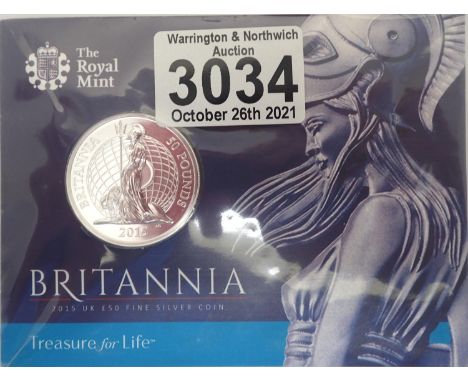 The
Royal
Mint
Warrington & Northwich
Auction
3034
October 26th 2021
BRITANNIA
50 POUNDS
2015
BRITANNIA
2015 UK £50 FINE SILVER COIN
Treasure for Life™